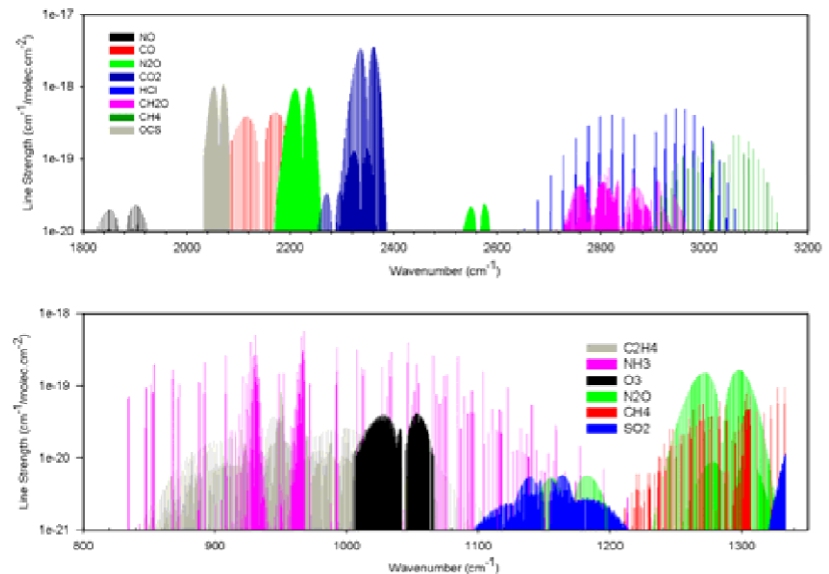 1e-17
NO
CO
N2O
CO2
HCl
CH2O
CH4
OCS
1e-18
1e-19
1e-20
Line Strength (cm-1/molec.cm-2)
1800 2000 2200 2400 2600 2800 3000 3200
Wavenumber (cm-1)
1e-18
C2H4
NH3
O3
N2O
CH4
SO2
1e-19
1e-20
1e-21
Line Strength (cm-1/molec.cm-2)
800 900 1000 1100 1200 1300
Wavenumber (cm-1)